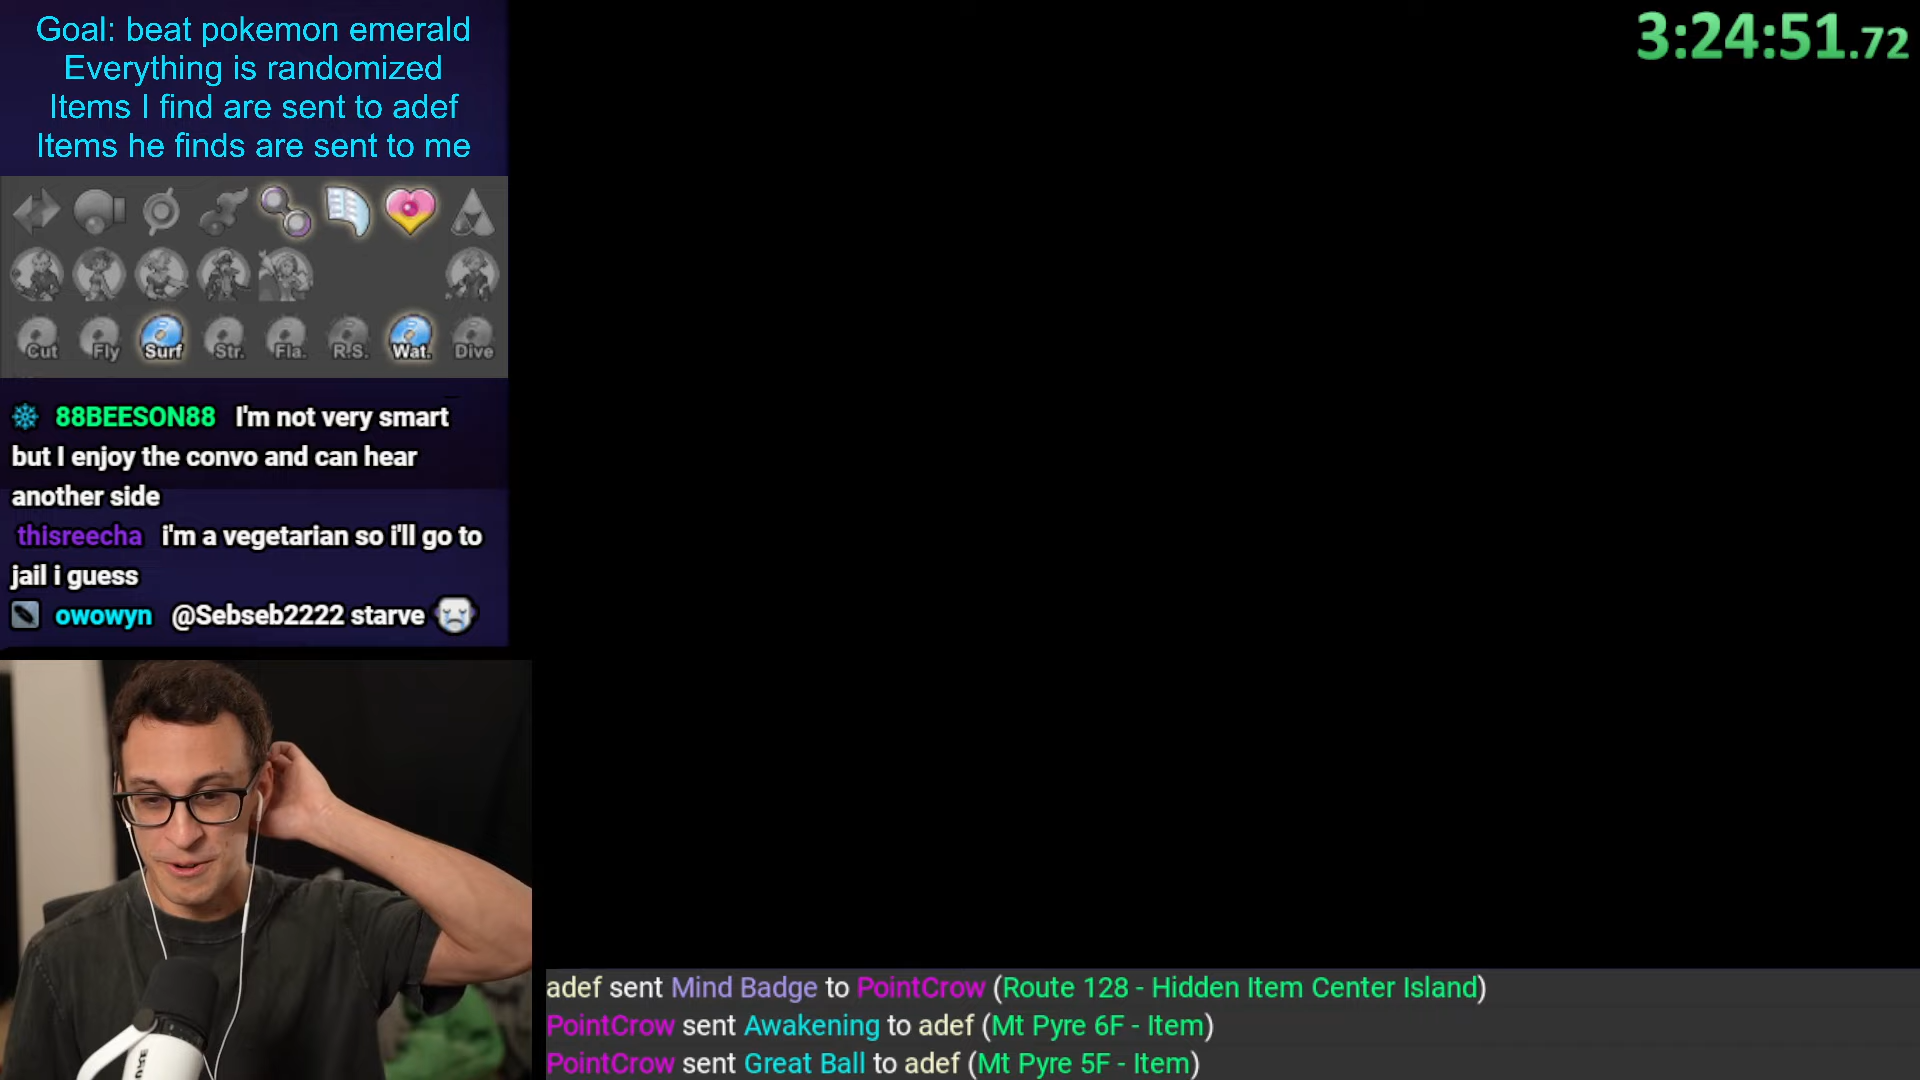 Goal: beat pokemon emerald
Everything is randomized
Items I find are sent to adef
Items he finds are sent to me
3:24:51.72
Cut Fly Surf Str. Fla. R.S. Wat. Dive
88BEESON88 I'm not very smart
but I enjoy the convo and can hear
another side
thisreecha i'm a vegetarian so i'll go to
jail i guess
owowyn @Sebseb2222 starve
adef sent Mind Badge to PointCrow (Route 128 - Hidden Item Center Island)
PointCrow sent Awakening to adef (Mt Pyre 6F - Item)
PointCrow sent Great Ball to adef (Mt Pyre 5F - Item)